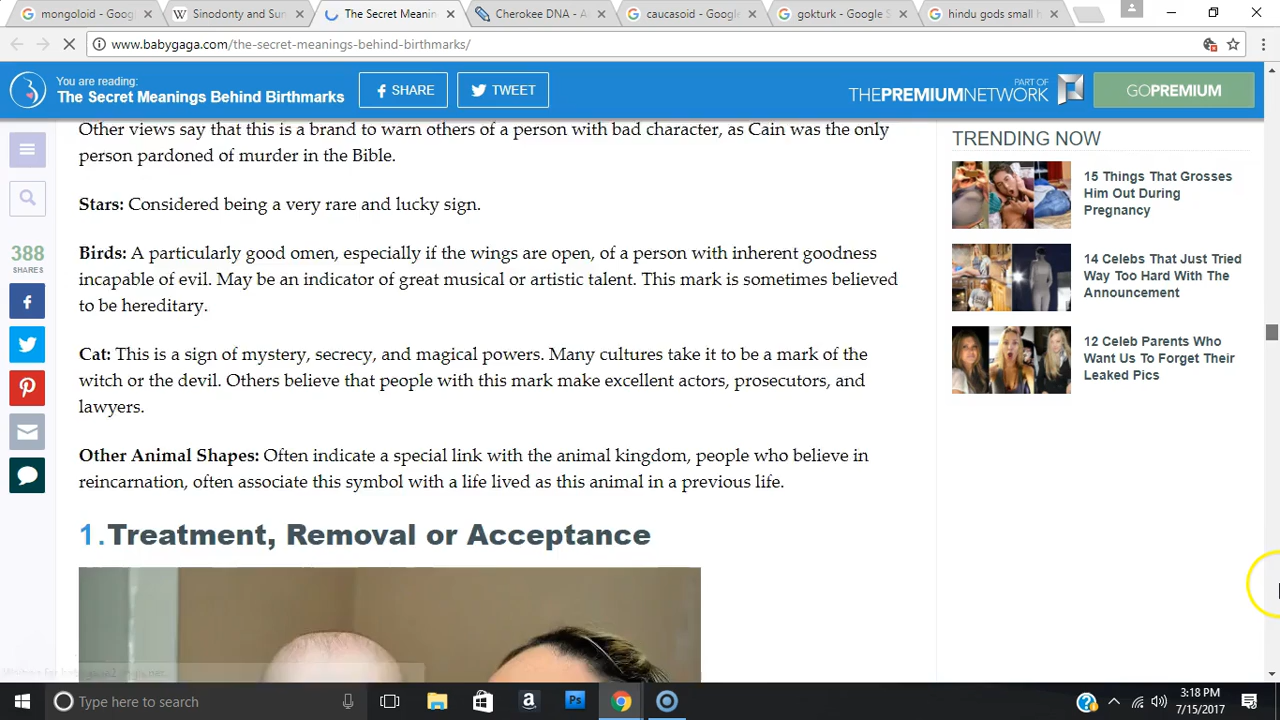 mongoloid - Goog
Sinodonty and Sun
The Secret Meanin
Cherokee DNA - A
caucasoid - Google
gokturk - Google S
hindu gods small h
www.babygaga.com/the-secret-meanings-behind-birthmarks/
You are reading:
The Secret Meanings Behind Birthmarks
SHARE
TWEET
PART OF
THEPREMIUMNETWORK
GOPREMIUM
Other views say that this is a brand to warn others of a person with bad character, as Cain was the only
person pardoned of murder in the Bible.
Stars: Considered being a very rare and lucky sign.
388
SHARES
Birds: A particularly good omen, especially if the wings are open, of a person with inherent goodness
incapable of evil. May be an indicator of great musical or artistic talent. This mark is sometimes believed
to be hereditary.
Cat: This is a sign of mystery, secrecy, and magical powers. Many cultures take it to be a mark of the
witch or the devil. Others believe that people with this mark make excellent actors, prosecutors, and
lawyers.
Other Animal Shapes: Often indicate a special link with the animal kingdom, people who believe in
reincarnation, often associate this symbol with a life lived as this animal in a previous life.
1.Treatment, Removal or Acceptance
TRENDING NOW
15 Things That Grosses
Him Out During
Pregnancy
14 Celebs That Just Tried
Way Too Hard With The
Announcement
12 Celeb Parents Who
Want Us To Forget Their
Leaked Pics
Type here to search
3:18 PM
7/15/2017